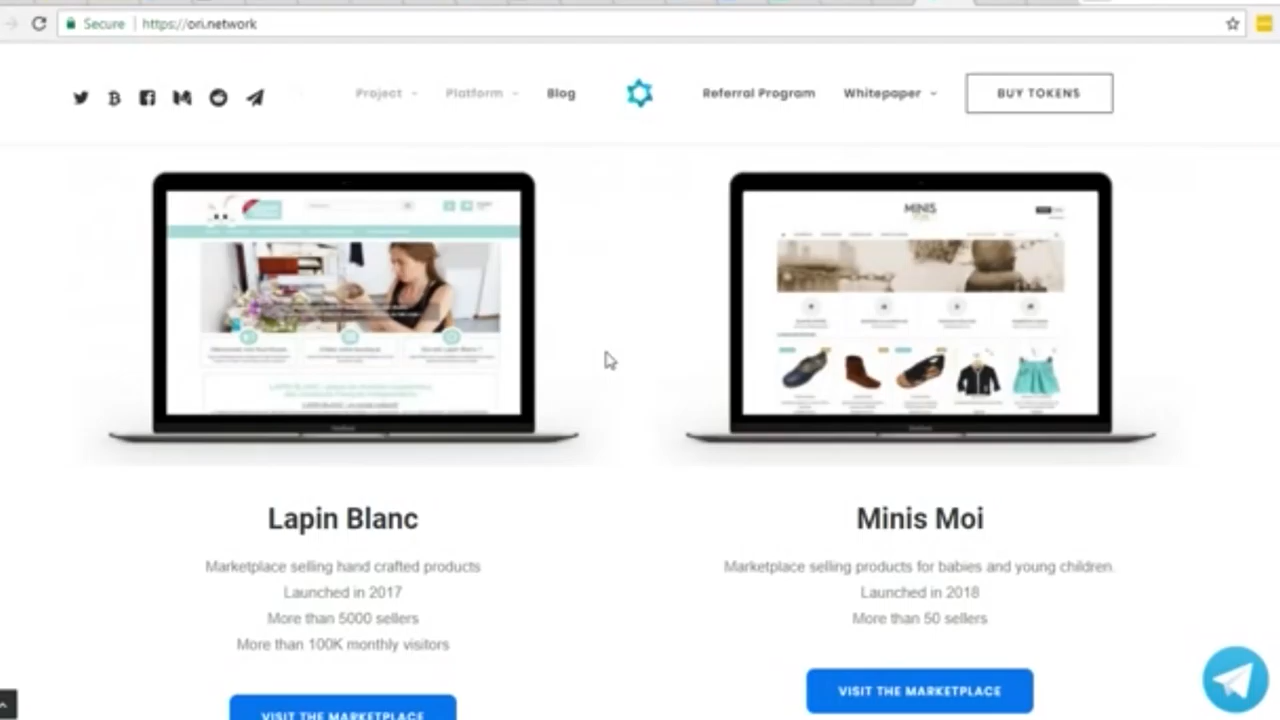 Secure
https://ori.network
Project
Platform
Blog
Referral Program
Whitepaper
BUY TOKENS
MINIS
Lapin Blanc
Minis Moi
Marketplace selling hand crafted products
Launched in 2017
More than 5000 sellers
More than 100K monthly visitors
Marketplace selling products for babies and young children.
Launched in 2018
More than 50 sellers
VISIT THE MARKETPLACE
VISIT THE MARKETPLACE